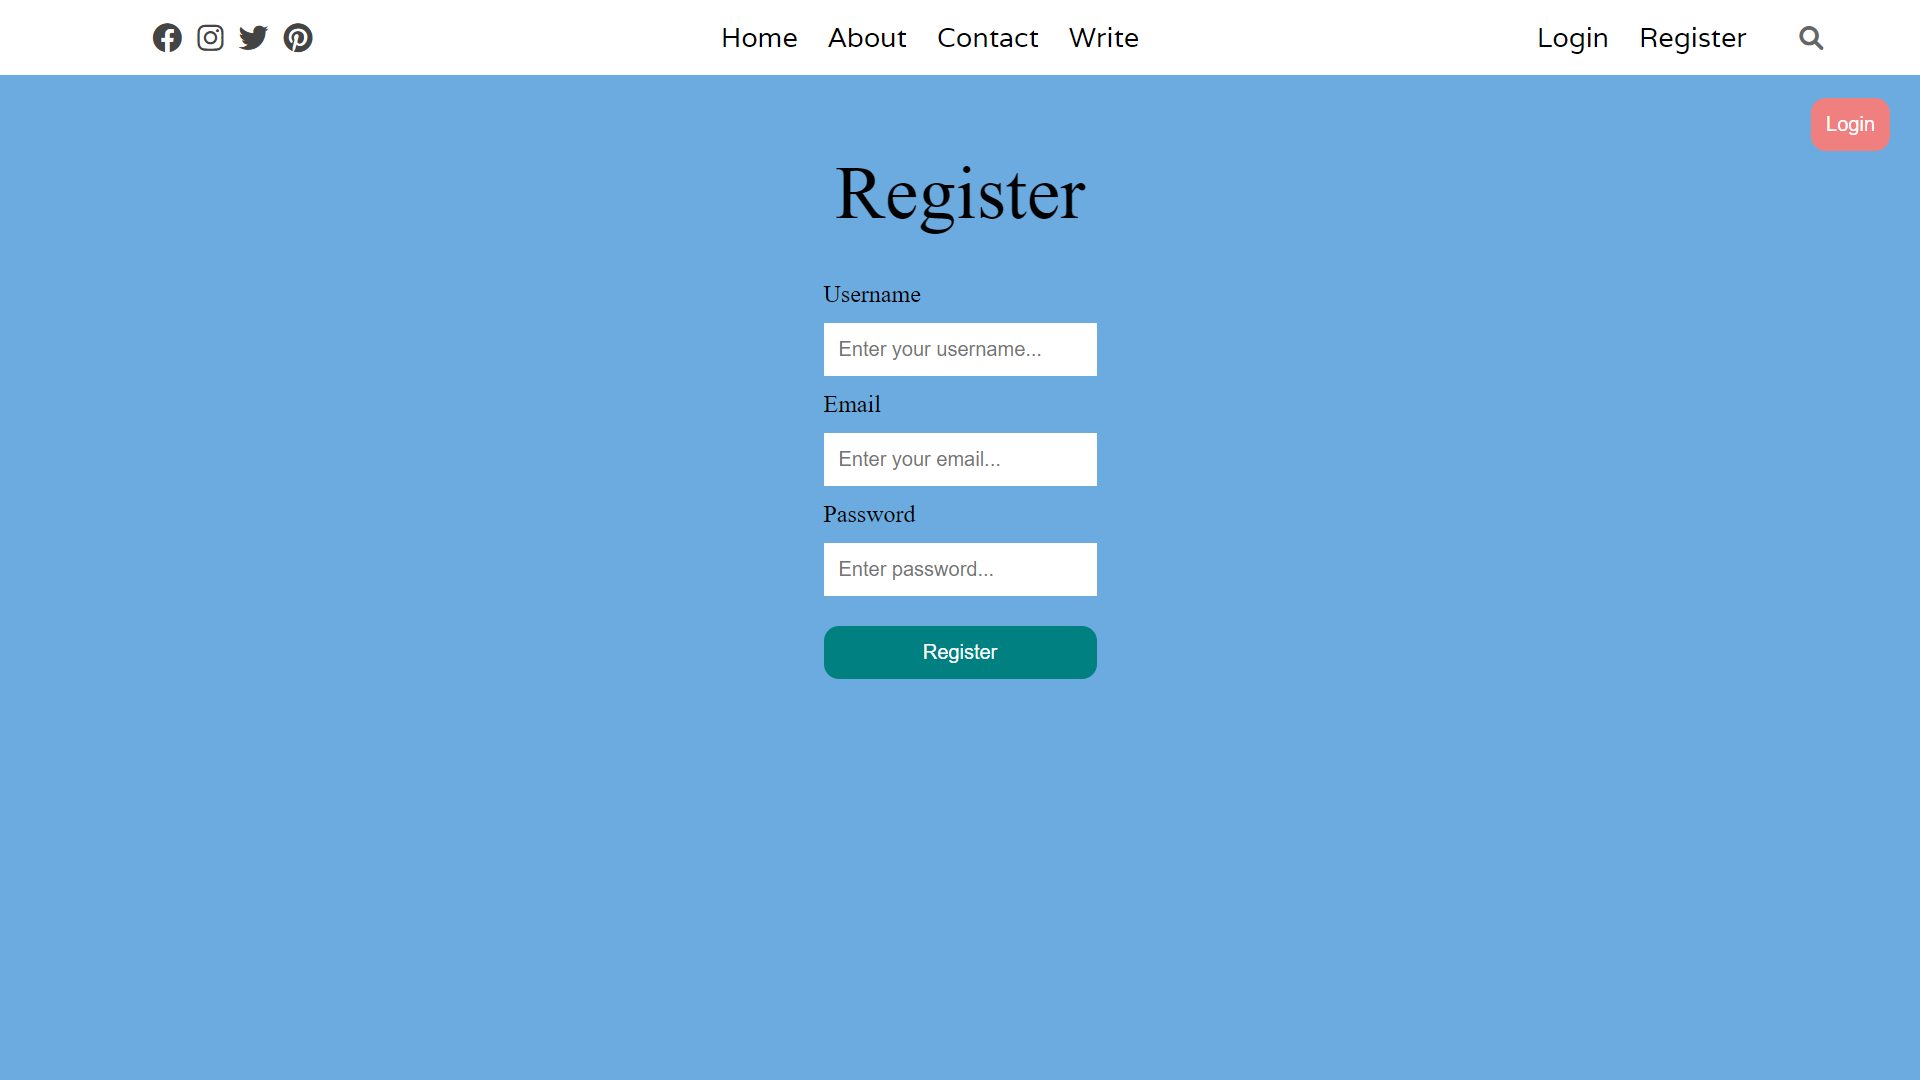 Home About Contact Write Login Register
Login
Register
Username
Enter your username...
Email
Enter your email...
Password
Enter password...
Register